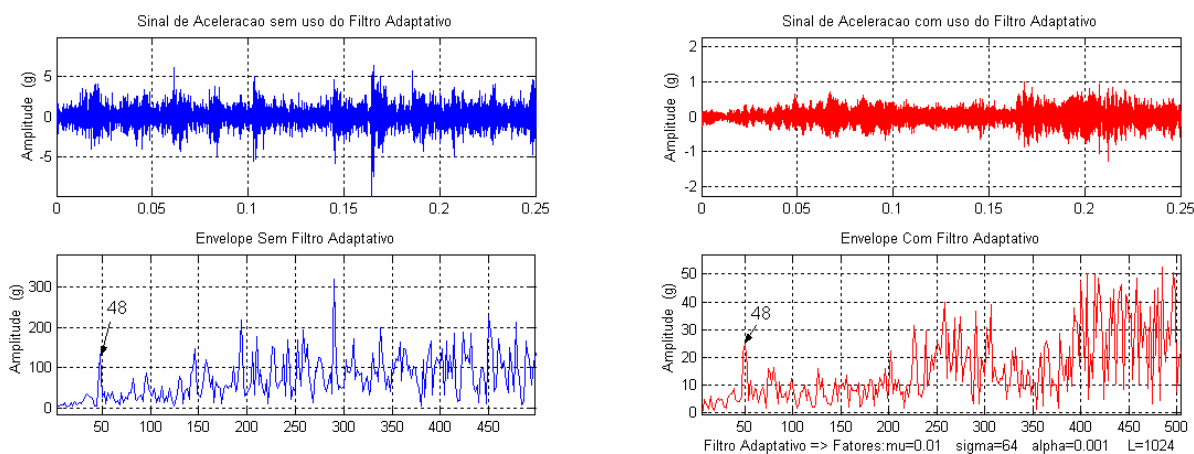 Sinal de Aceleracao sem uso do Filtro Adaptativo
Amplitude (g)
5
0
-5
0 0.05 0.1 0.15 0.2 0.25
Envelope Sem Filtro Adaptativo
Amplitude (g)
300
200
100
0
48
50 100 150 200 250 300 350 400 450
Sinal de Aceleracao com uso do Filtro Adaptativo
Amplitude (g)
2
1
0
-1
-2
0 0.05 0.1 0.15 0.2 0.25
Envelope Com Filtro Adaptativo
Amplitude (g)
50
40
30
20
10
0
48
50 100 150 200 250 300 350 400 450 500
Filtro Adaptativo => Fatores:mu=0.01 sigma=64 alpha=0.001 L=1024